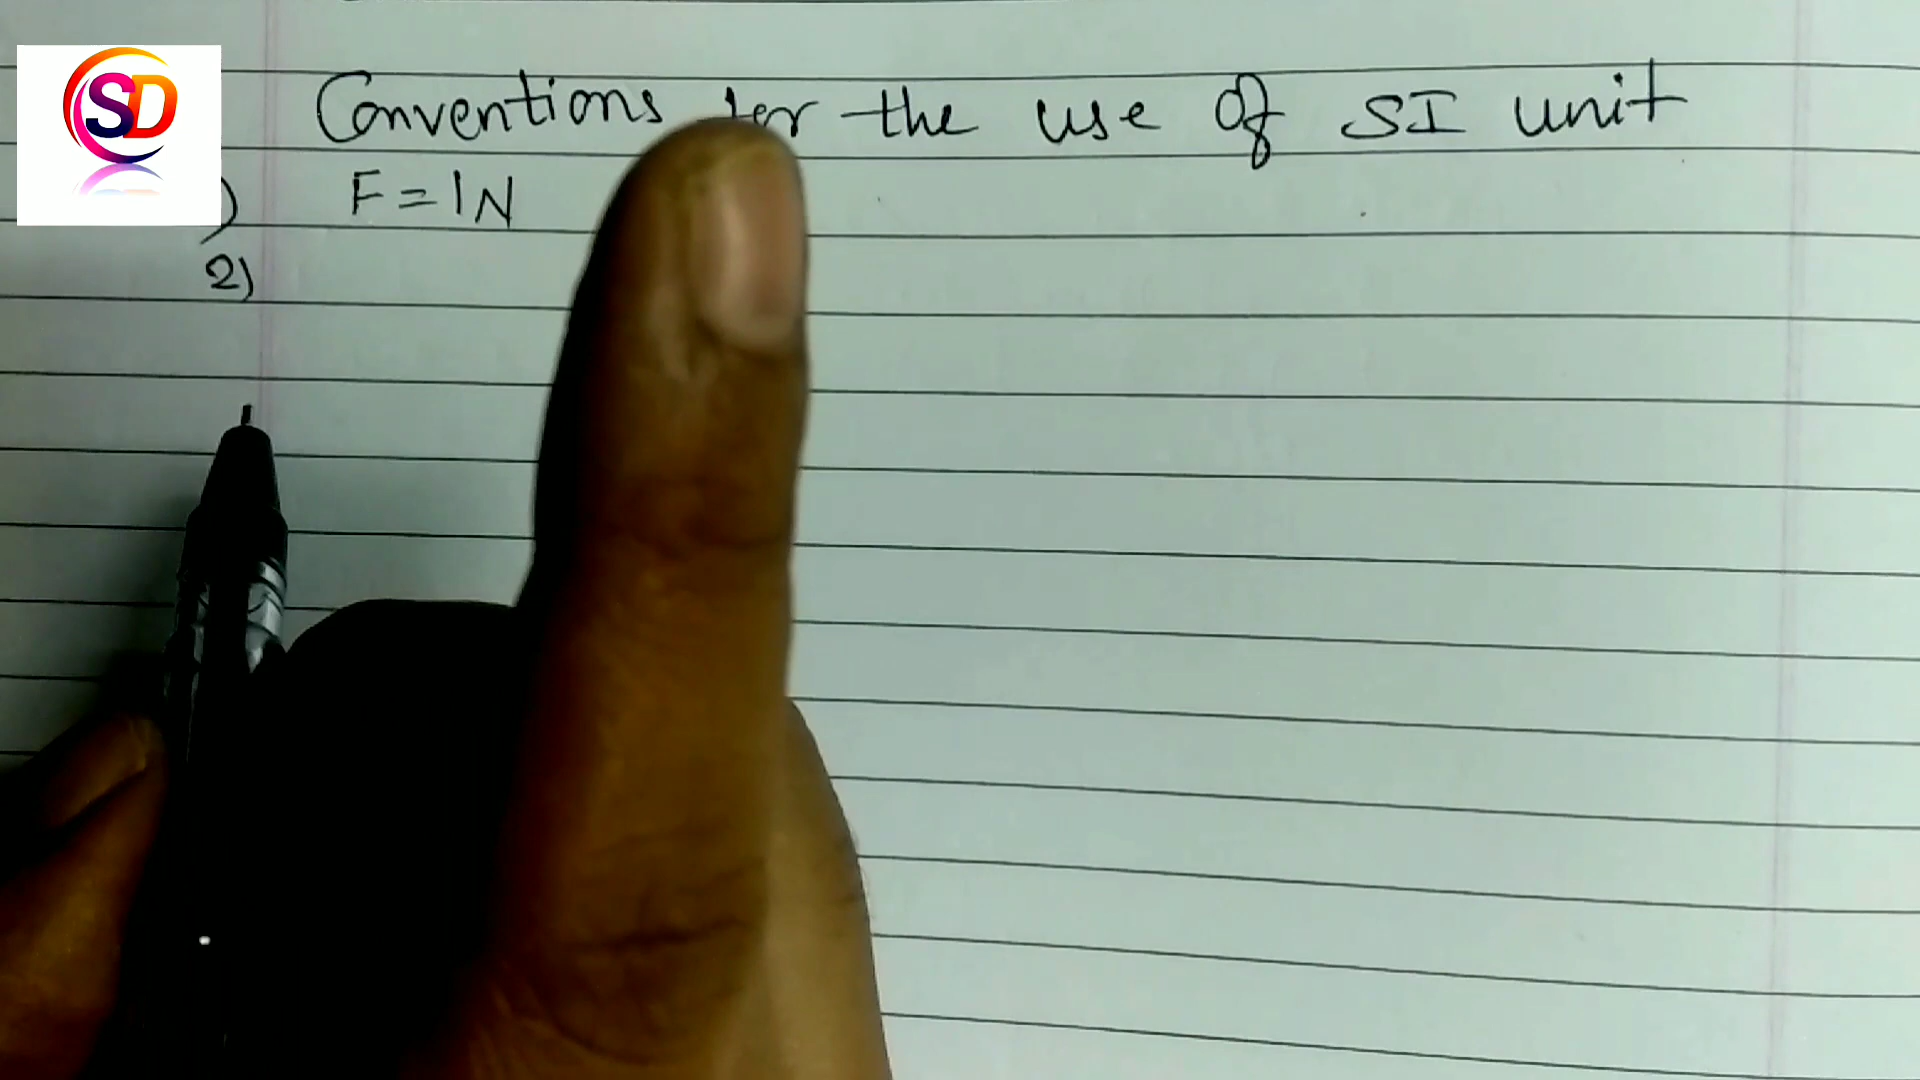 SD
Conventions for the use of SI unit
) F = 1N
2)